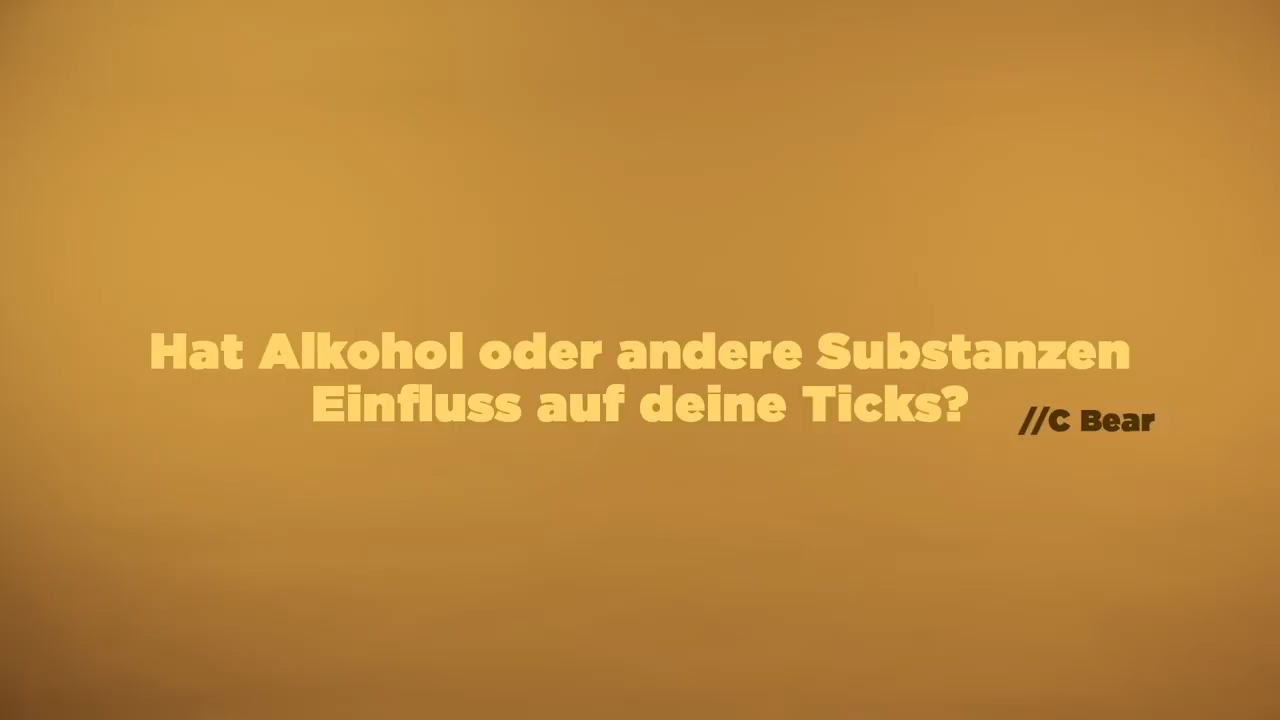 Hat Alkohol oder andere Substanzen
Einfluss auf deine Ticks?
//C Bear